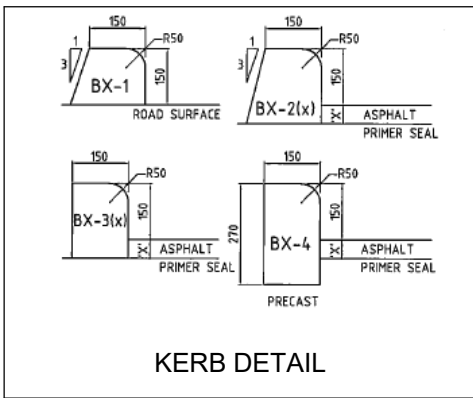 150
R50
1
3
BX-1
150
ROAD SURFACE
150
R50
1
3
BX-2(x)
150
'X'
ASPHALT
PRIMER SEAL
150
R50
BX-3(x)
150
'X'
ASPHALT
PRIMER SEAL
150
R50
270
BX-4
150
'X'
ASPHALT
PRIMER SEAL
PRECAST
KERB DETAIL